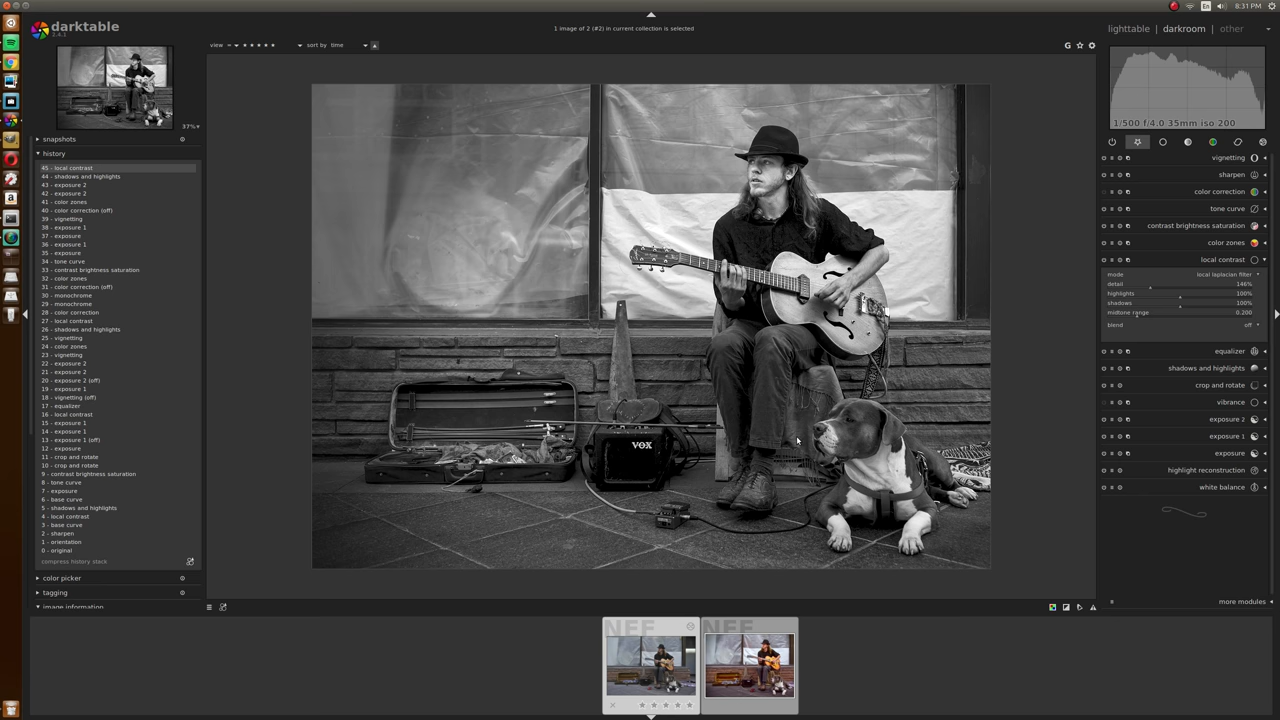 En
8:31 PM
darktable
2.4.1
1 image of 2 (#2) in current collection is selected
lighttable | darkroom | other
view
sort by time
G
37%
1/500 f/4.0 35mm iso 200
snapshots
history
45 - local contrast
44 - shadows and highlights
43 - exposure 2
42 - exposure 2
41 - color zones
40 - color correction (off)
39 - vignetting
38 - exposure 1
37 - exposure
36 - exposure 1
35 - exposure
34 - tone curve
33 - contrast brightness saturation
32 - color zones
31 - color correction (off)
30 - monochrome
29 - monochrome
28 - color correction
27 - local contrast
26 - shadows and highlights
25 - vignetting
24 - color zones
23 - vignetting
22 - exposure 2
21 - exposure 2
20 - exposure 2 (off)
19 - exposure 1
18 - vignetting (off)
17 - equalizer
16 - local contrast
15 - exposure 1
14 - exposure 1
13 - exposure 1 (off)
12 - exposure
11 - crop and rotate
10 - crop and rotate
9 - contrast brightness saturation
8 - tone curve
7 - exposure
6 - base curve
5 - shadows and highlights
4 - local contrast
3 - base curve
2 - sharpen
1 - orientation
0 - original
compress history stack
color picker
tagging
image information
VOX
vignetting
sharpen
color correction
tone curve
contrast brightness saturation
color zones
local contrast
mode local laplacian filter
detail 146%
highlights 100%
shadows 100%
midtone range 0.200
blend off
equalizer
shadows and highlights
crop and rotate
vibrance
exposure 2
exposure 1
exposure
highlight reconstruction
white balance
more modules
NEF
NEF